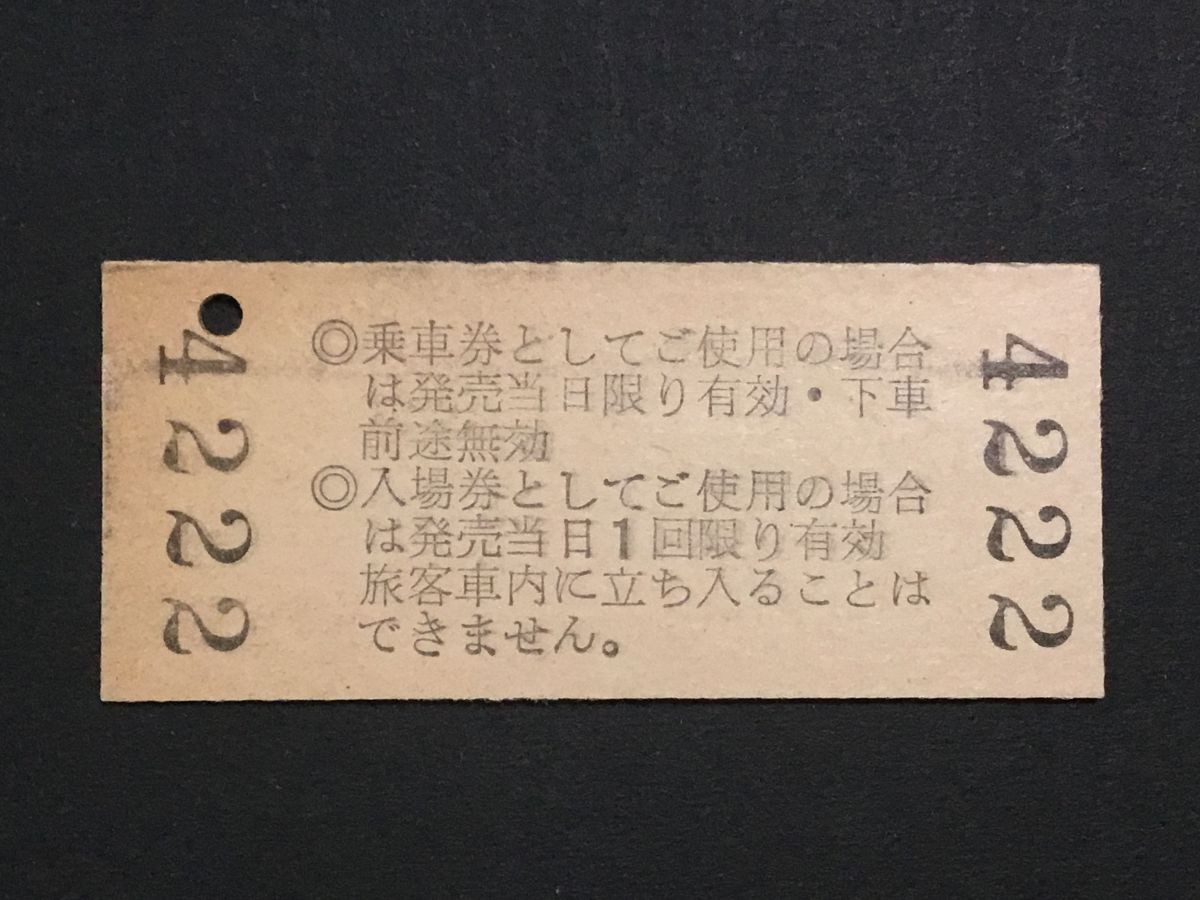 4222
◎乗車券としてご使用の場合
は発売当日限り有効・下車
前途無効
◎入場券としてご使用の場合
は発売当日1回限り有効
旅客車内に立ち入ることは
できません。
4222